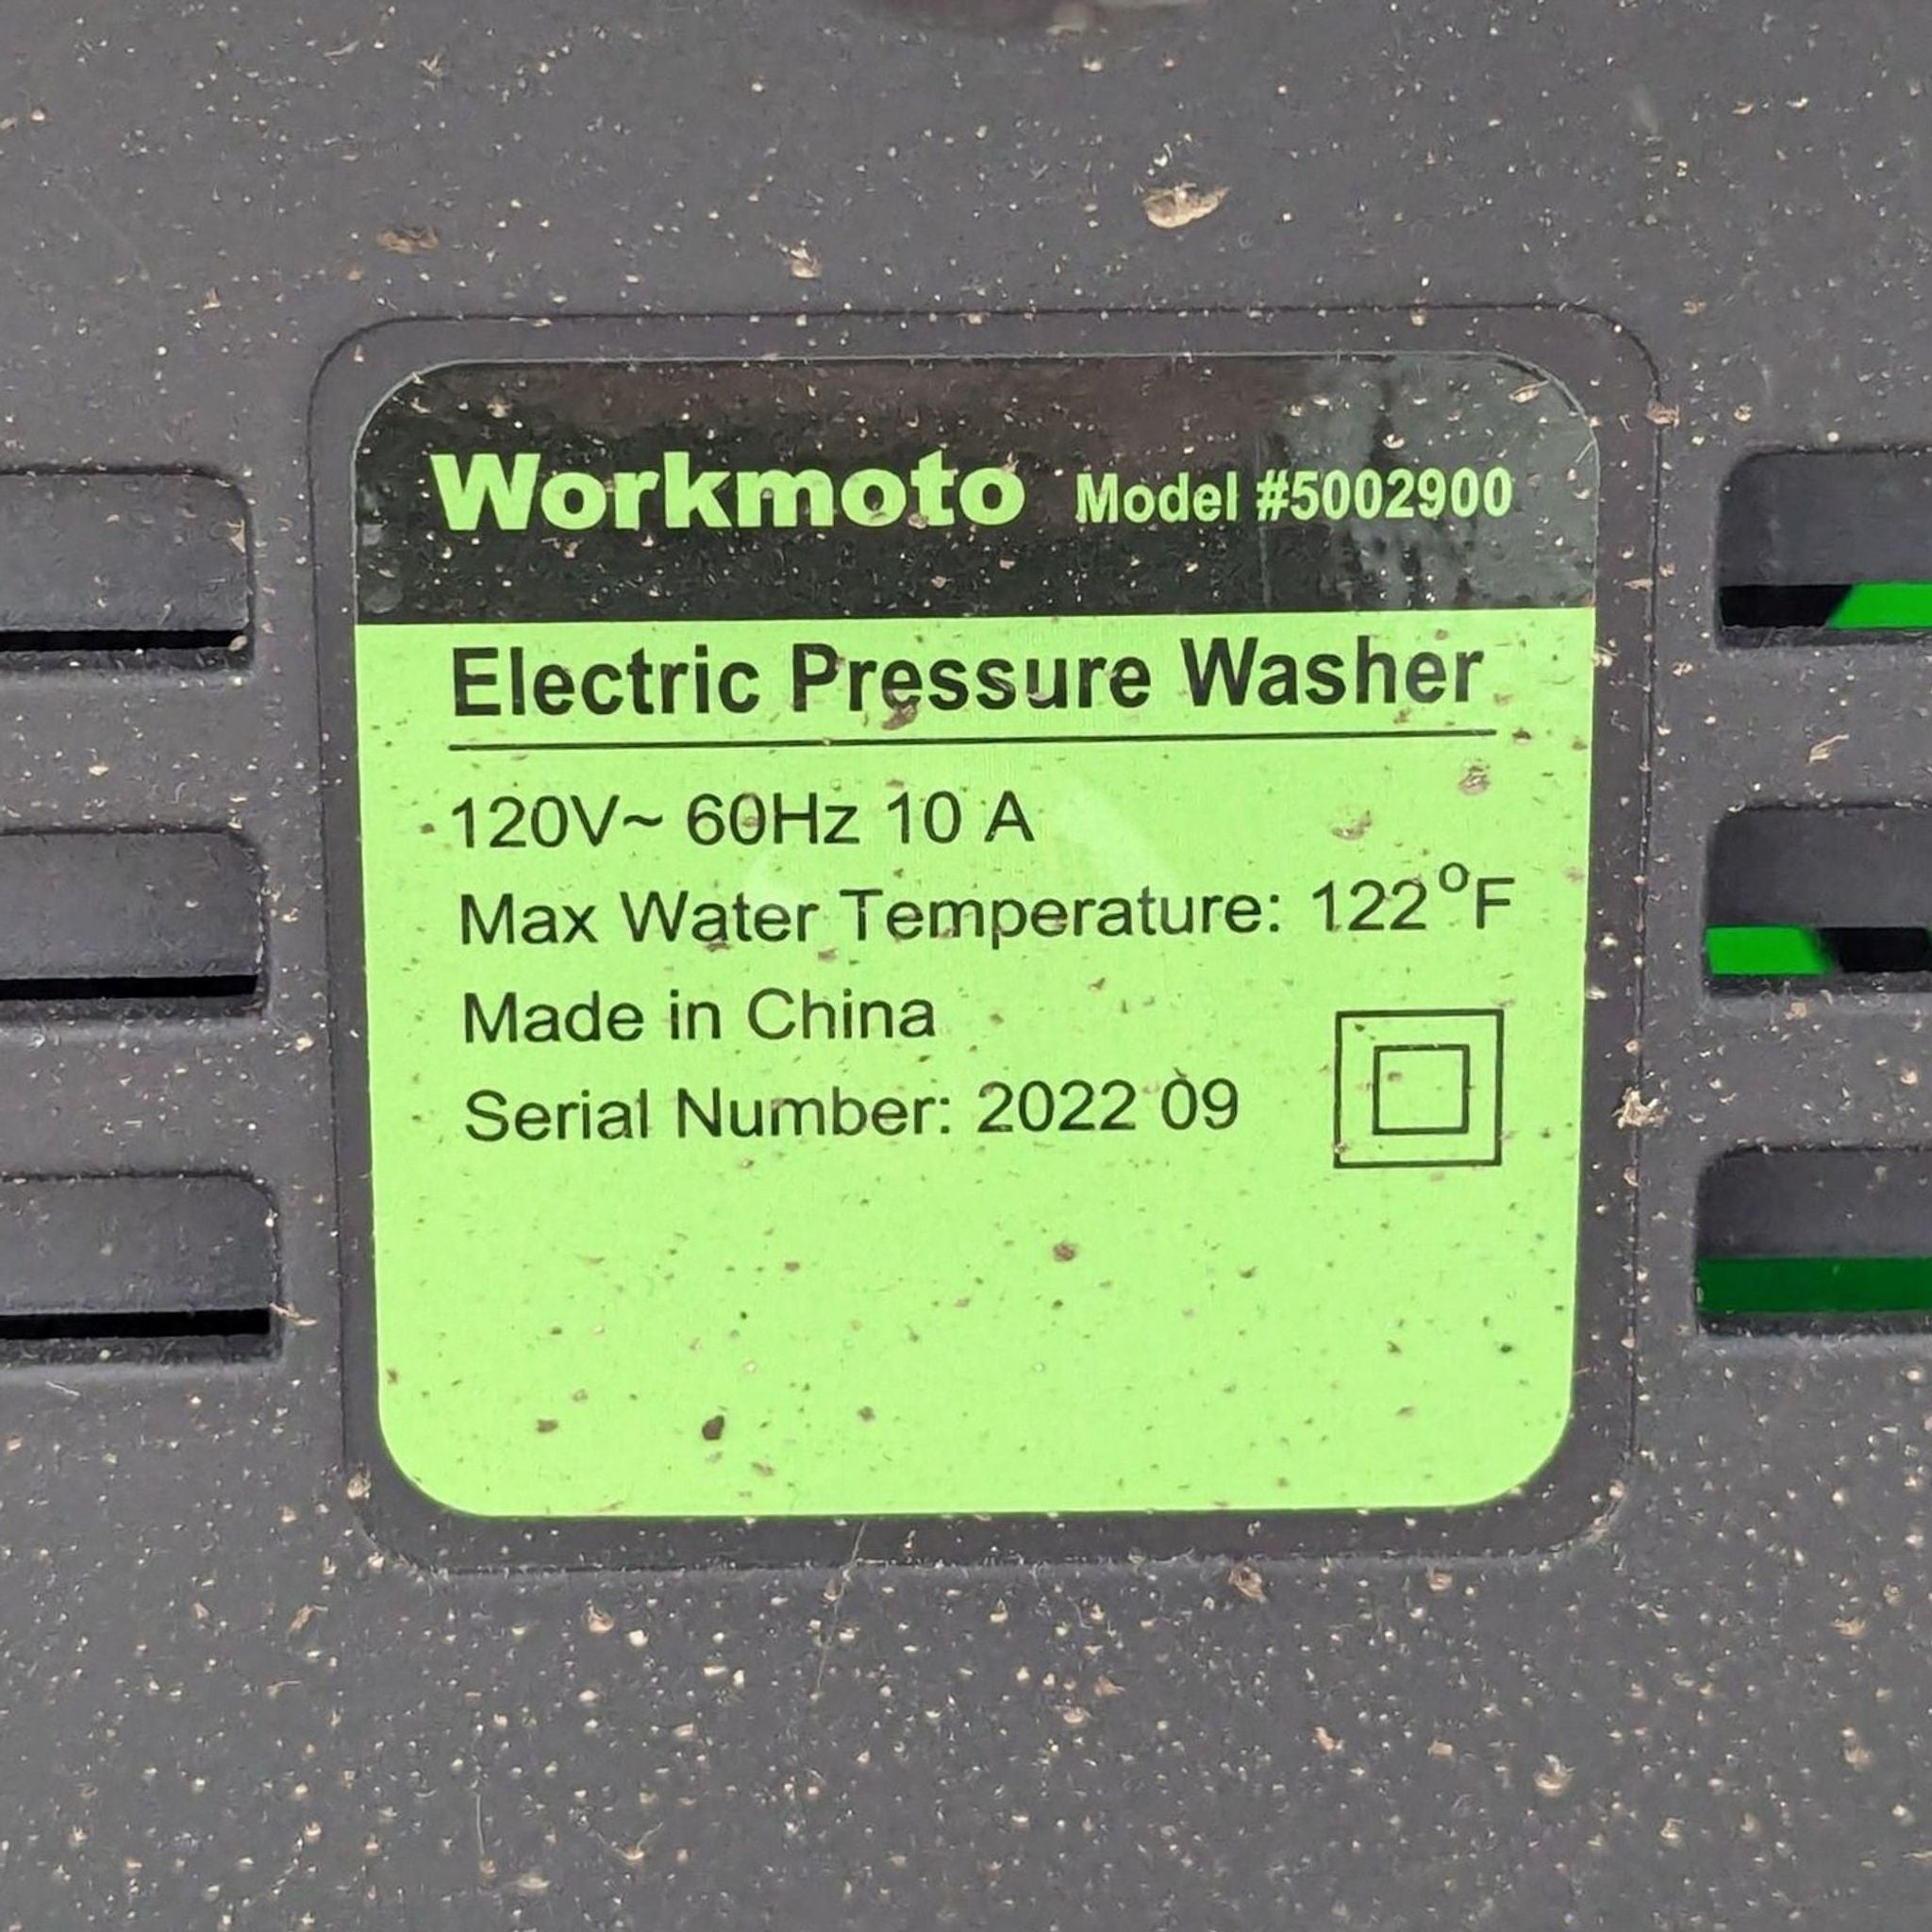 Workmoto Model #5002900
Electric Pressure Washer
120V~ 60Hz 10 A
Max Water Temperature: 122°F
Made in China
Serial Number: 2022 09